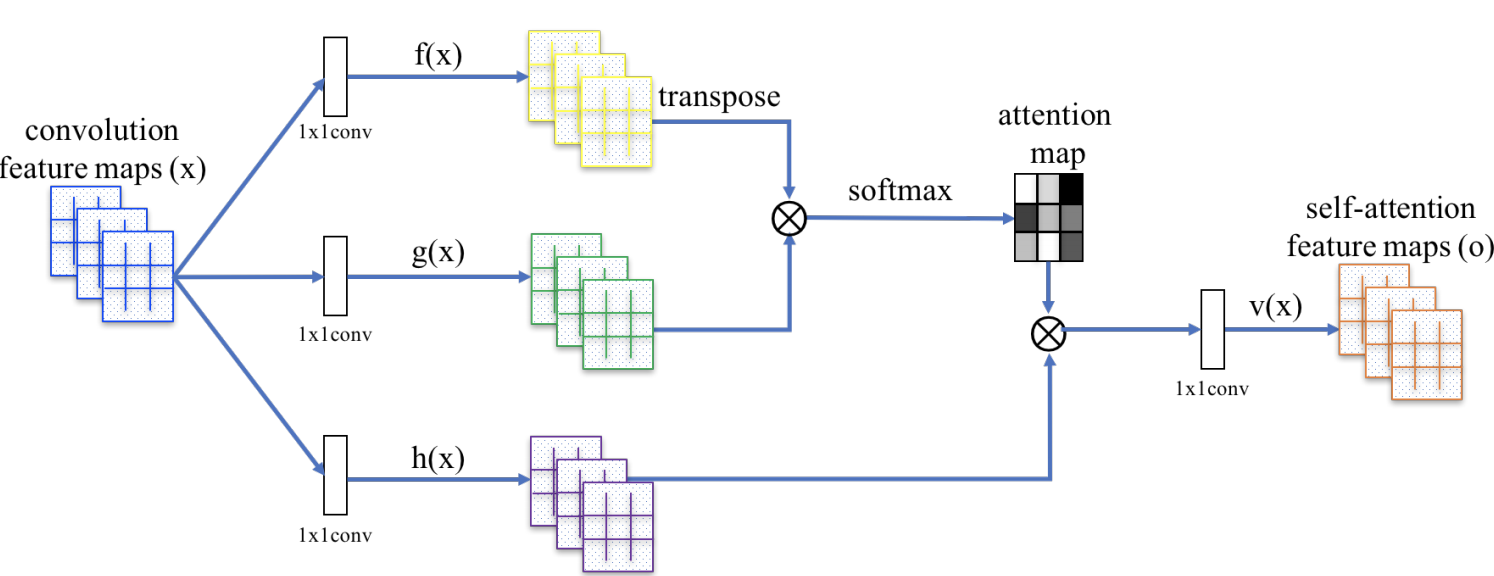 convolution
feature maps (x)
f(x)
1x1conv
transpose
g(x)
1x1conv
h(x)
1x1conv
softmax
attention
map
1x1conv
v(x)
self-attention
feature maps (o)